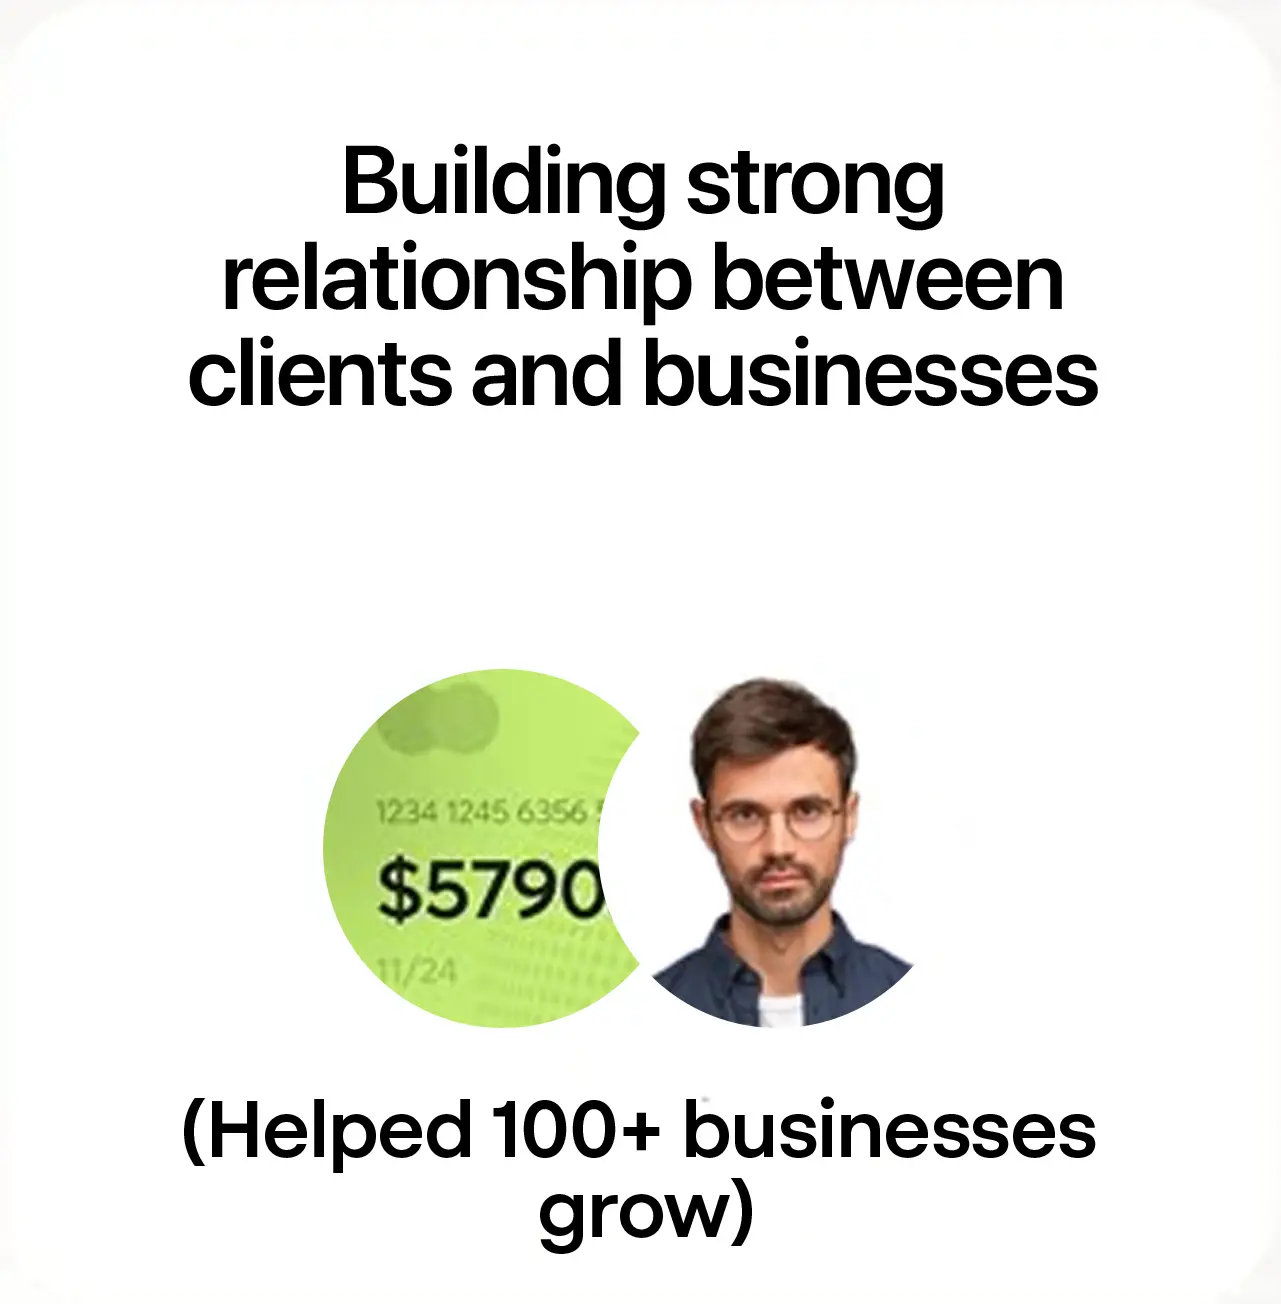 Building strong
relationship between
clients and businesses
1234 1245 6356
$5790
11/24
(Helped 100+ businesses
grow)